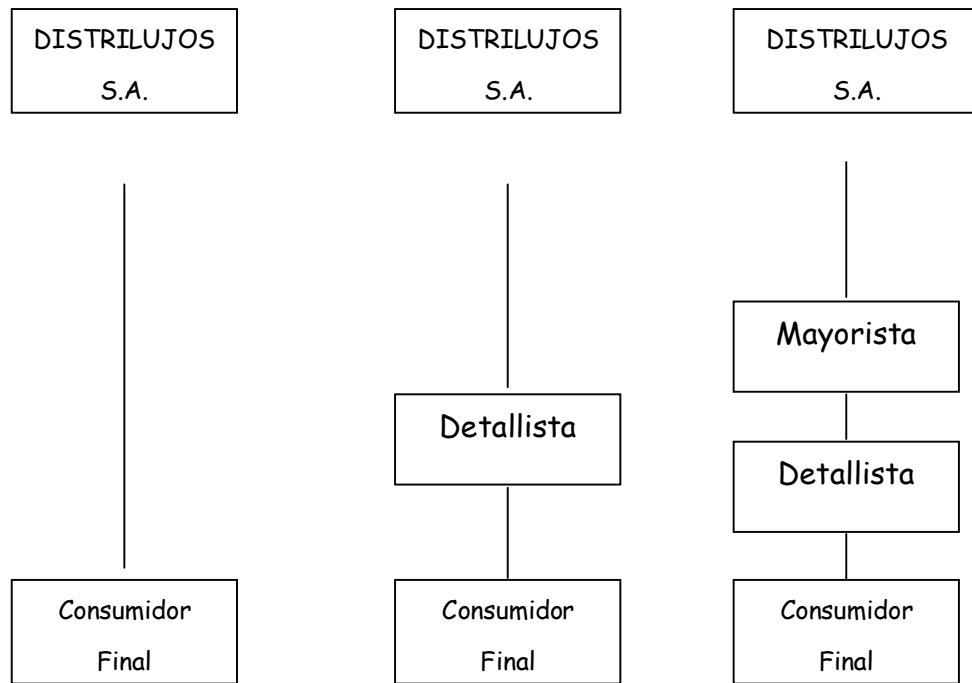 DISTRILUJOS
S.A.
DISTRILUJOS
S.A.
DISTRILUJOS
S.A.
Mayorista
Detallista
Detallista
Consumidor
Final
Consumidor
Final
Consumidor
Final